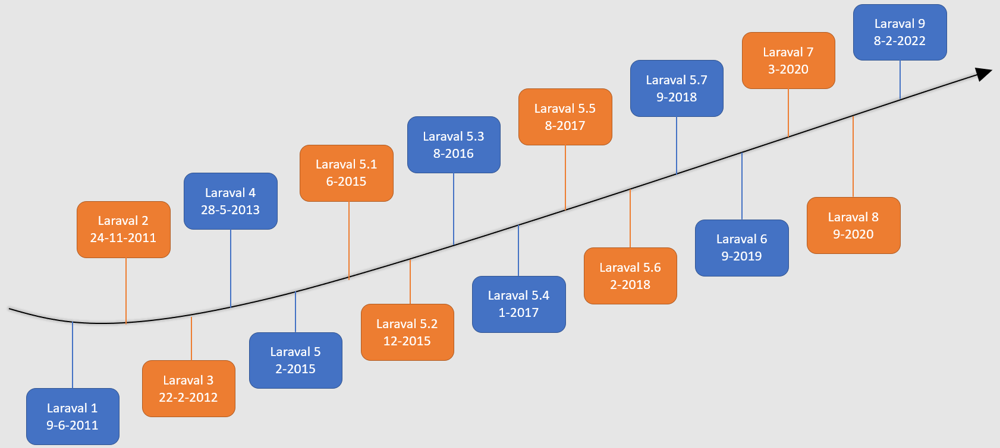 Laraval 1
9-6-2011
Laraval 2
24-11-2011
Laraval 3
22-2-2012
Laraval 4
28-5-2013
Laraval 5
2-2015
Laraval 5.1
6-2015
Laraval 5.2
12-2015
Laraval 5.3
8-2016
Laraval 5.4
1-2017
Laraval 5.5
8-2017
Laraval 5.6
2-2018
Laraval 5.7
9-2018
Laraval 6
9-2019
Laraval 7
3-2020
Laraval 8
9-2020
Laraval 9
8-2-2022